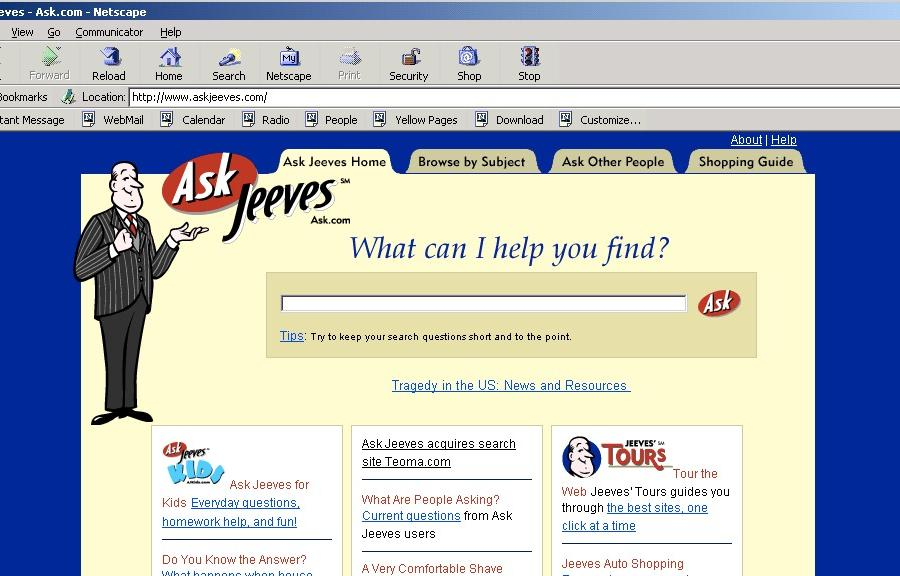 eves - Ask.com - Netscape
View Go Communicator Help
Forward Reload Home Search Netscape Print Security Shop Stop
Bookmarks Location: http://www.askjeeves.com/
tant Message WebMail Calendar Radio People Yellow Pages Download Customize...
About | Help
Ask Jeeves Home Browse by Subject Ask Other People Shopping Guide
Ask Jeeves SM
Ask.com
What can I help you find?
Ask
Tips: Try to keep your search questions short and to the point.
Tragedy in the US: News and Resources
Ask Jeeves KIDS
Ask Jeeves for
Kids Everyday questions,
homework help, and fun!
Do You Know the Answer?
What happens when house
Ask Jeeves acquires search
site Teoma.com
What Are People Asking?
Current questions from Ask
Jeeves users
A Very Comfortable Shave
JEEVES' SM
TOURS Tour the
Web Jeeves' Tours guides you
through the best sites, one
click at a time
Jeeves Auto Shopping